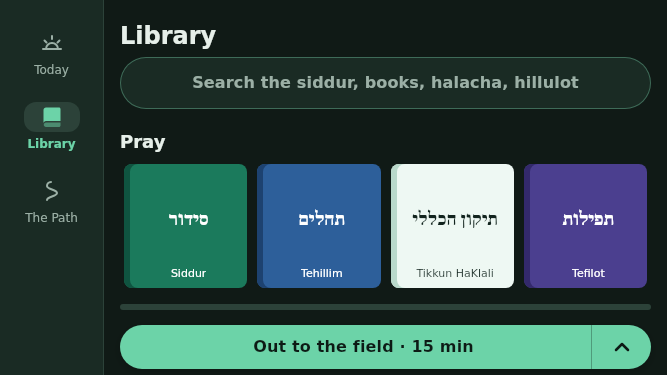 Today
Library
The Path
Library
Search the siddur, books, halacha, hillulot
Pray
סידור
Siddur
תהלים
Tehillim
תיקון הכללי
Tikkun HaKlali
תפילות
Tefilot
Out to the field · 15 min